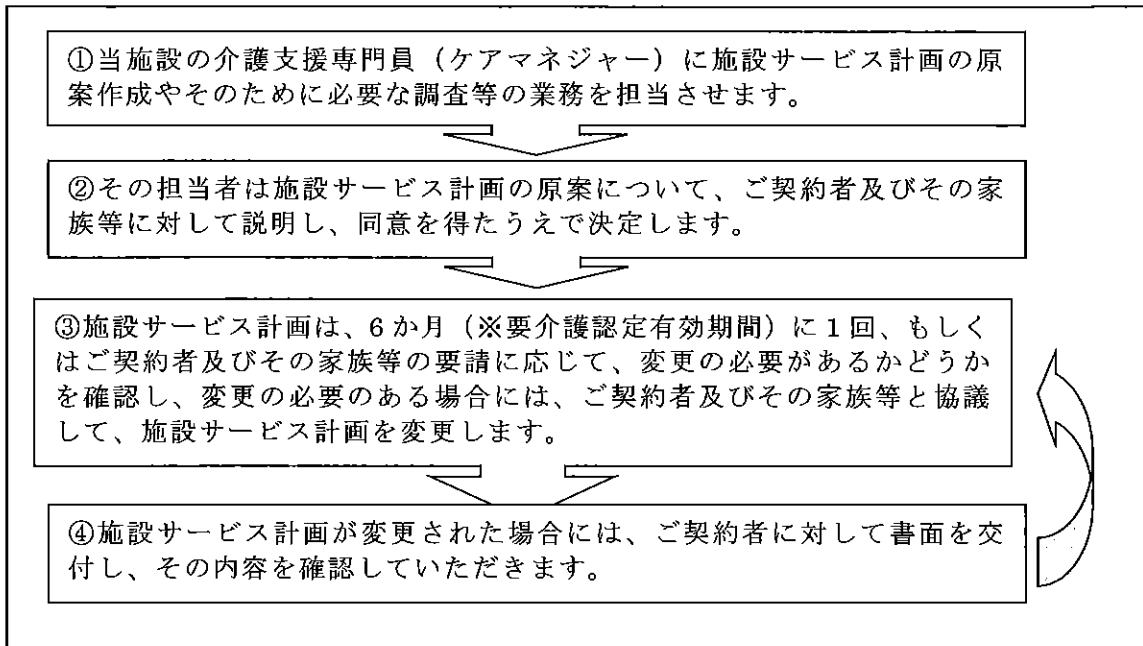 ①当施設の介護支援専門員（ケアマネジャー）に施設サービス計画の原
案作成やそのために必要な調査等の業務を担当させます。
②その担当者は施設サービス計画の原案について、ご契約者及びその家
族等に対して説明し、同意を得たうえで決定します。
③施設サービス計画は、６か月（※要介護認定有効期間）に１回、もしく
はご契約者及びその家族等の要請に応じて、変更の必要があるかどうか
を確認し、変更の必要のある場合には、ご契約者及びその家族等と協議
して、施設サービス計画を変更します。
④施設サービス計画が変更された場合には、ご契約者に対して書面を交
付し、その内容を確認していただきます。